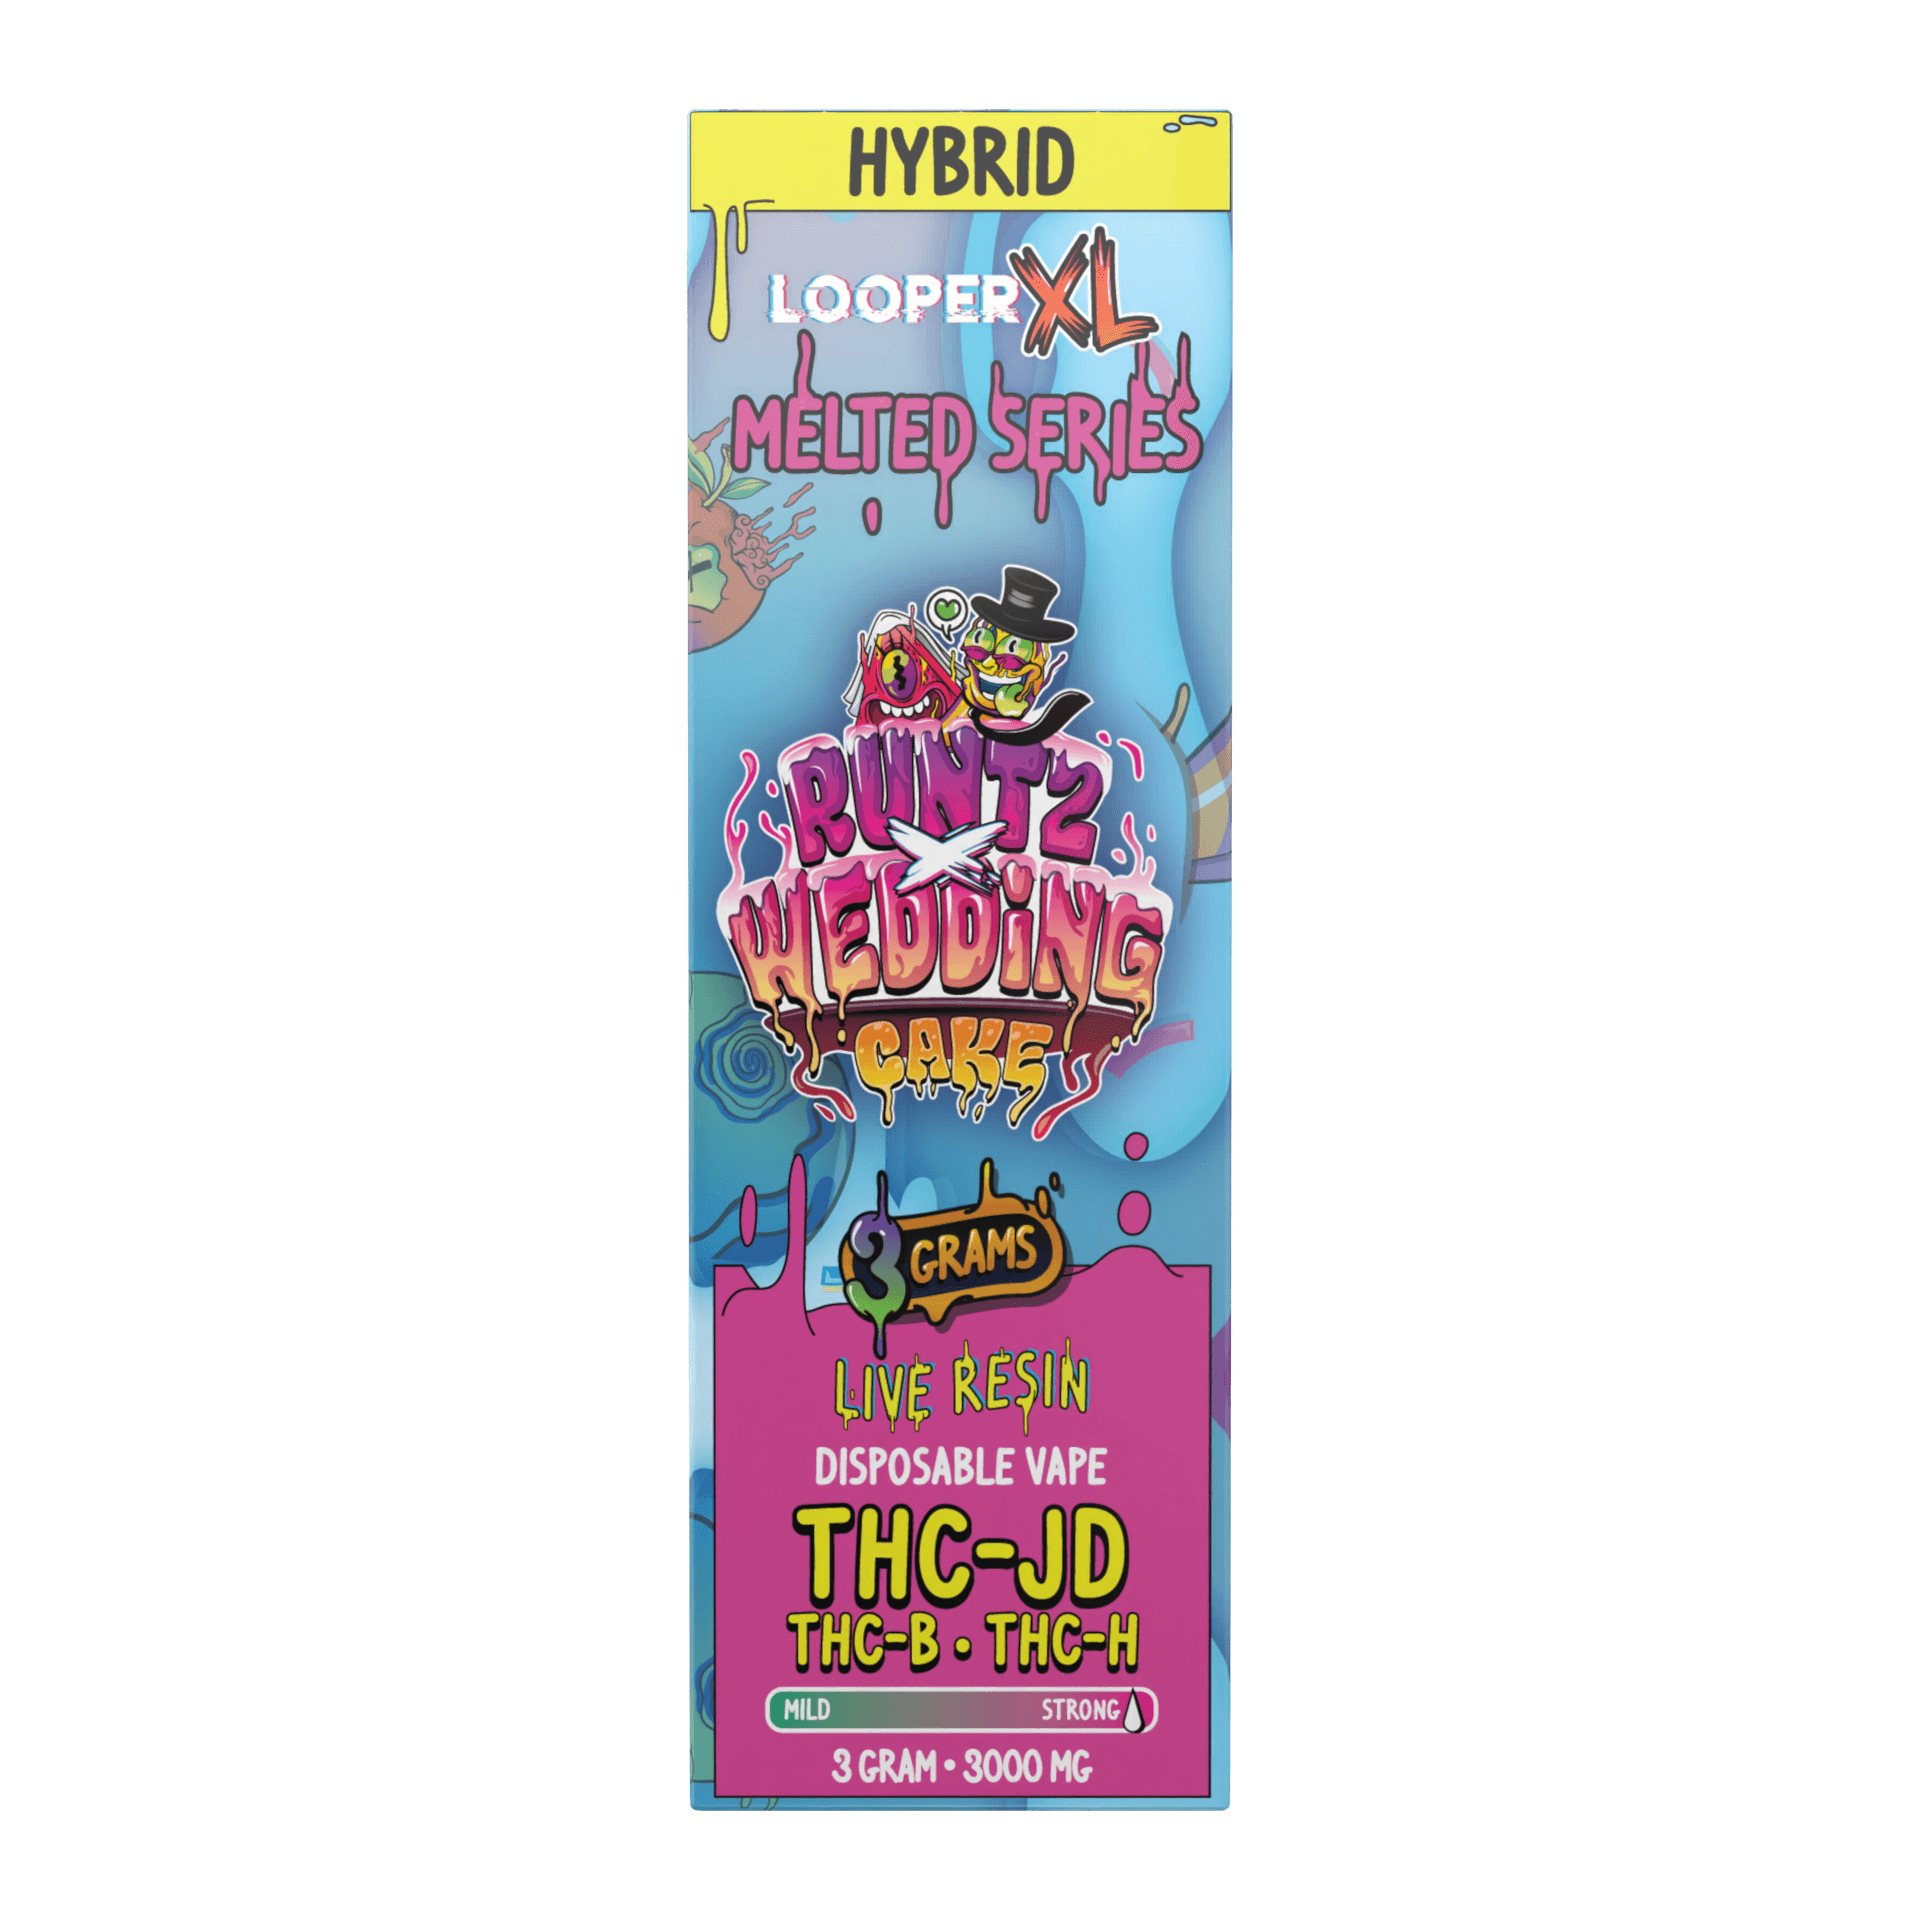 HYBRID
LOOPER XL
MELTED SERIES
RUNTZ
X
WEDDiNG
CAKE
3 GRAMS
LIVE RESIN
DISPOSABLE VAPE
THC-JD
THC-B • THC-H
MILD STRONG
3 GRAM • 3000 MG